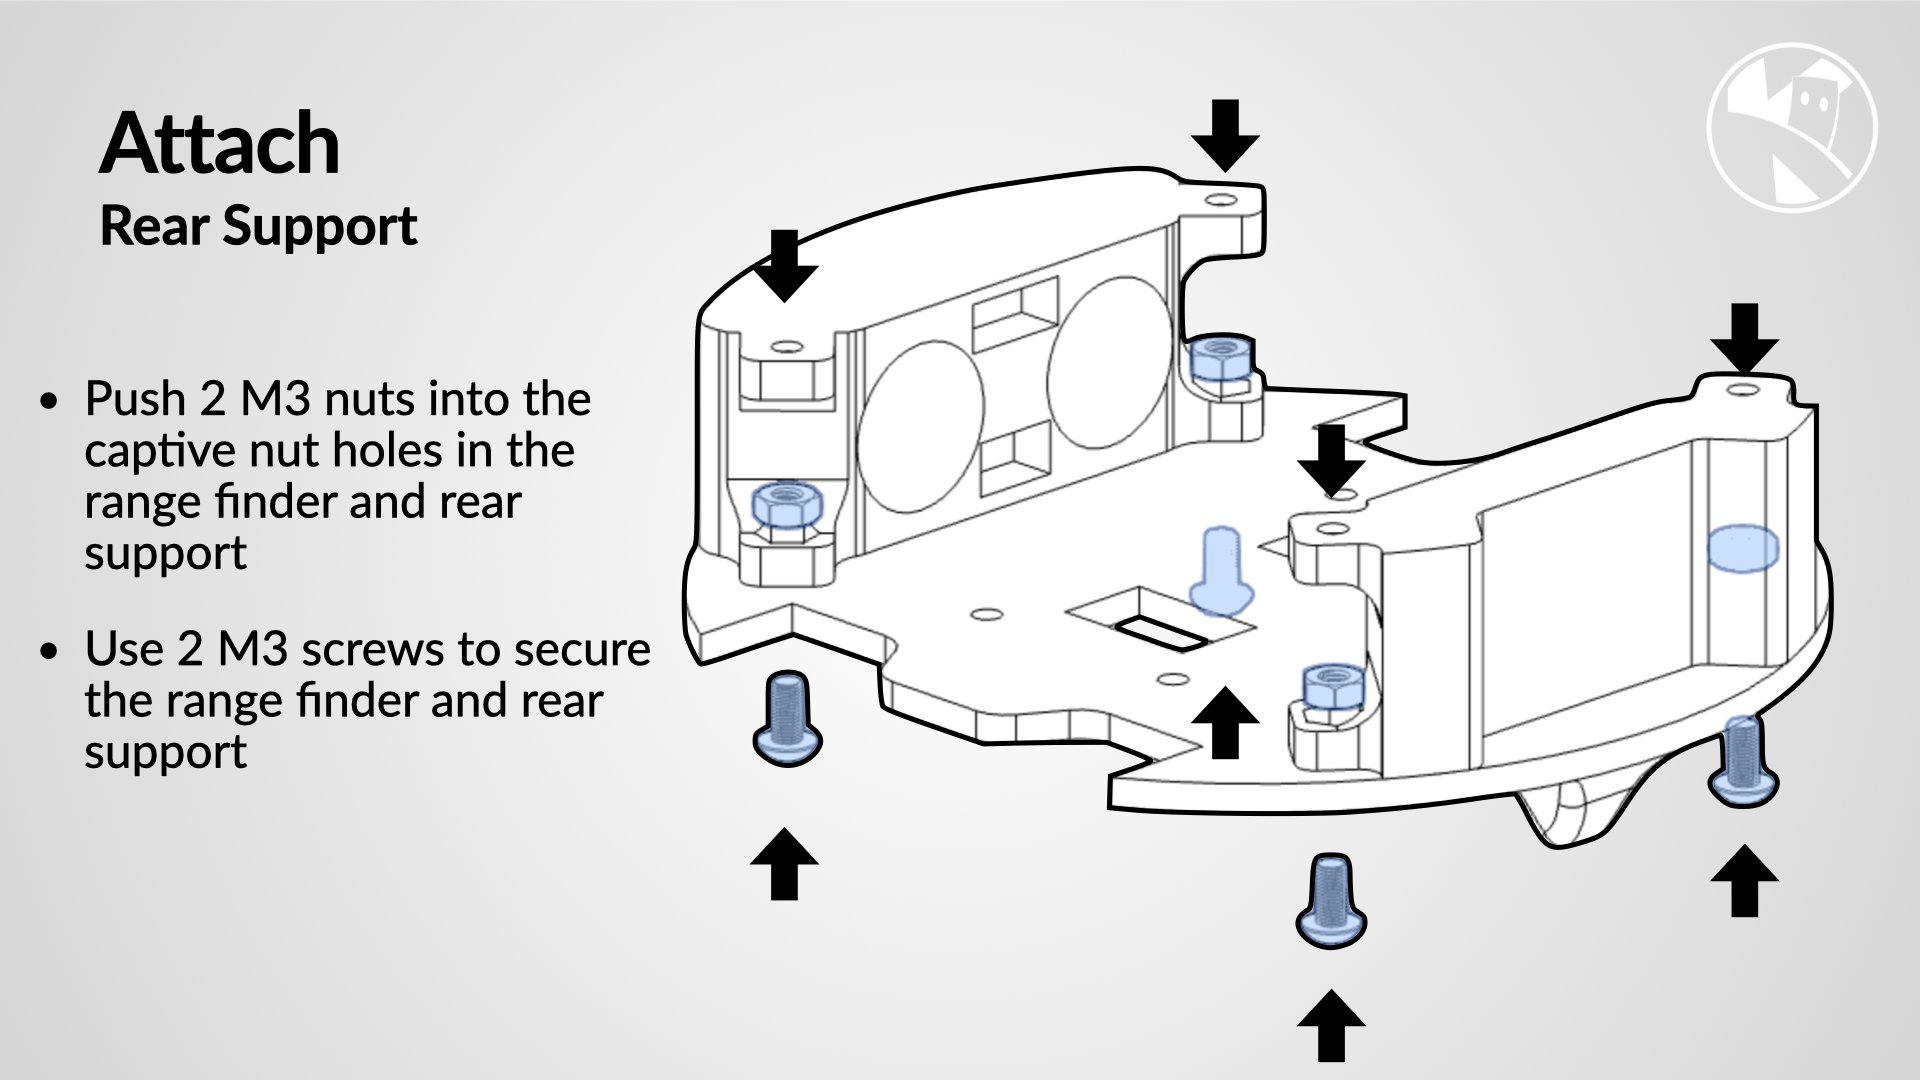 Attach
Rear Support
• Push 2 M3 nuts into the
captive nut holes in the
range finder and rear
support
• Use 2 M3 screws to secure
the range finder and rear
support